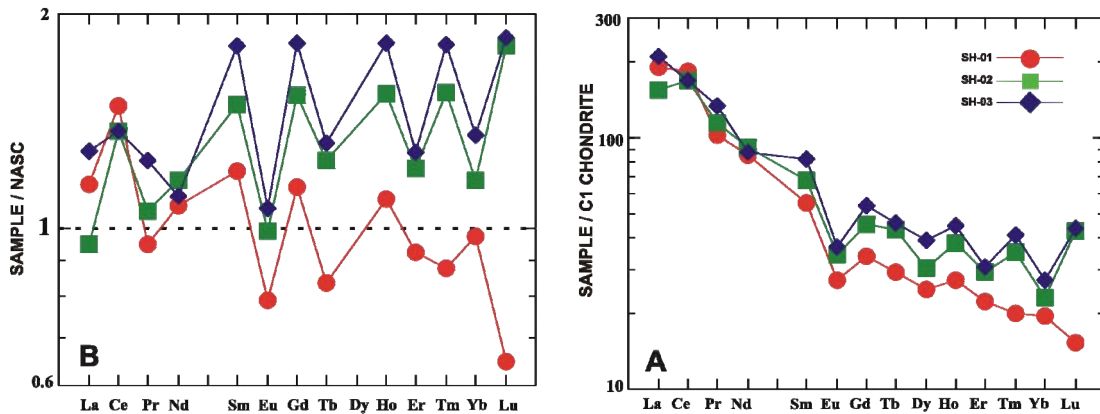 2
SAMPLE / NASC
1
0.6
B
La Ce Pr Nd Sm Eu Gd Tb Dy Ho Er Tm Yb Lu
300
SAMPLE / C1 CHONDRITE
100
10
SH-01
SH-02
SH-03
A
La Ce Pr Nd Sm Eu Gd Tb Dy Ho Er Tm Yb Lu